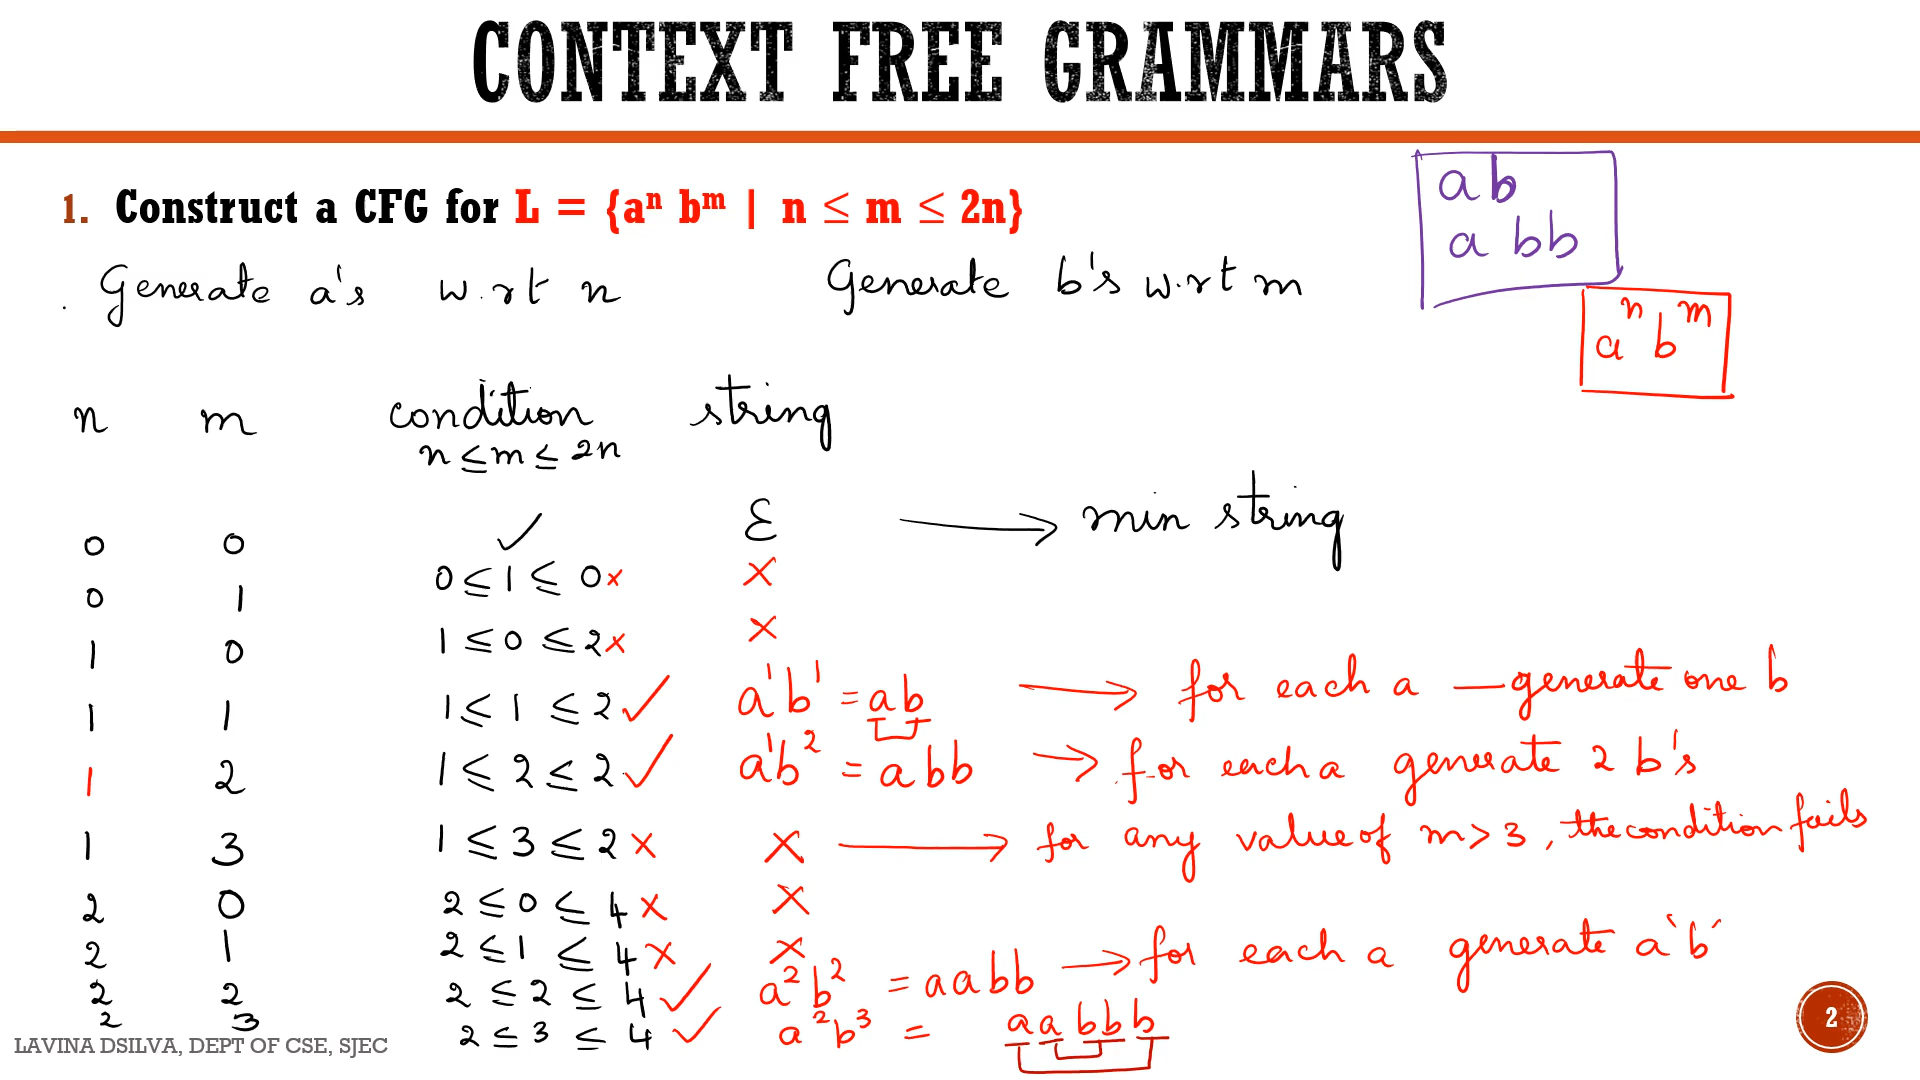 CONTEXT FREE GRAMMARS
1. Construct a CFG for L = {aⁿ bᵐ | n ≤ m ≤ 2n}
ab
a bb
Generate a's w.rt n Generate b's w.rt m
aⁿbᵐ
n m condition string
n ≤ m ≤ 2n
0 0 ✓ ε → min string
0 1 0 ≤ 1 ≤ 0 × ×
1 0 1 ≤ 0 ≤ 2 × ×
1 1 1 ≤ 1 ≤ 2 ✓ a¹b¹ = ab → for each a — generate one b
1 2 1 ≤ 2 ≤ 2 ✓ a¹b² = abb → for each a generate 2 b's
1 3 1 ≤ 3 ≤ 2 × × → for any value of m > 3, the condition fails
2 0 2 ≤ 0 ≤ 4 × ×
2 1 2 ≤ 1 ≤ 4 × ×
2 2 2 ≤ 2 ≤ 4 ✓ a²b² = aabb → for each a generate a'b'
2 3 2 ≤ 3 ≤ 4 ✓ a²b³ = aabbb
LAVINA DSILVA, DEPT OF CSE, SJEC
2